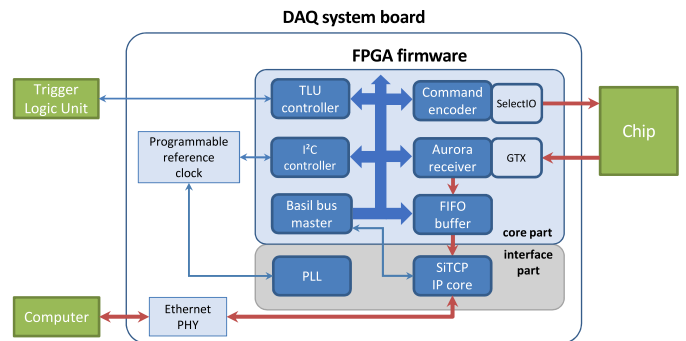 DAQ system board
FPGA firmware
Trigger
Logic Unit
TLU
controller
Command
encoder
SelectIO
Chip
Programmable
reference
clock
I²C
controller
Aurora
receiver
GTX
Basil bus
master
FIFO
buffer
core part
interface
part
PLL
SiTCP
IP core
Computer
Ethernet
PHY